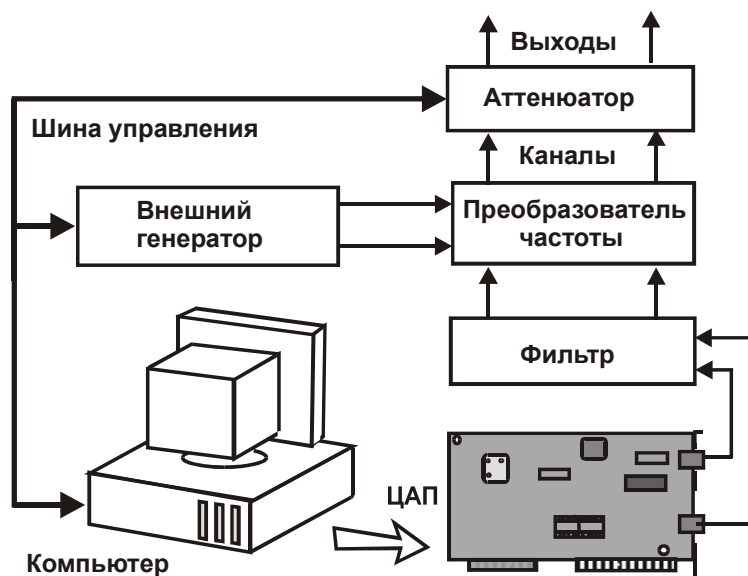 Выходы
Аттенюатор
Шина управления
Каналы
Внешний
генератор
Преобразователь
частоты
Фильтр
ЦАП
Компьютер